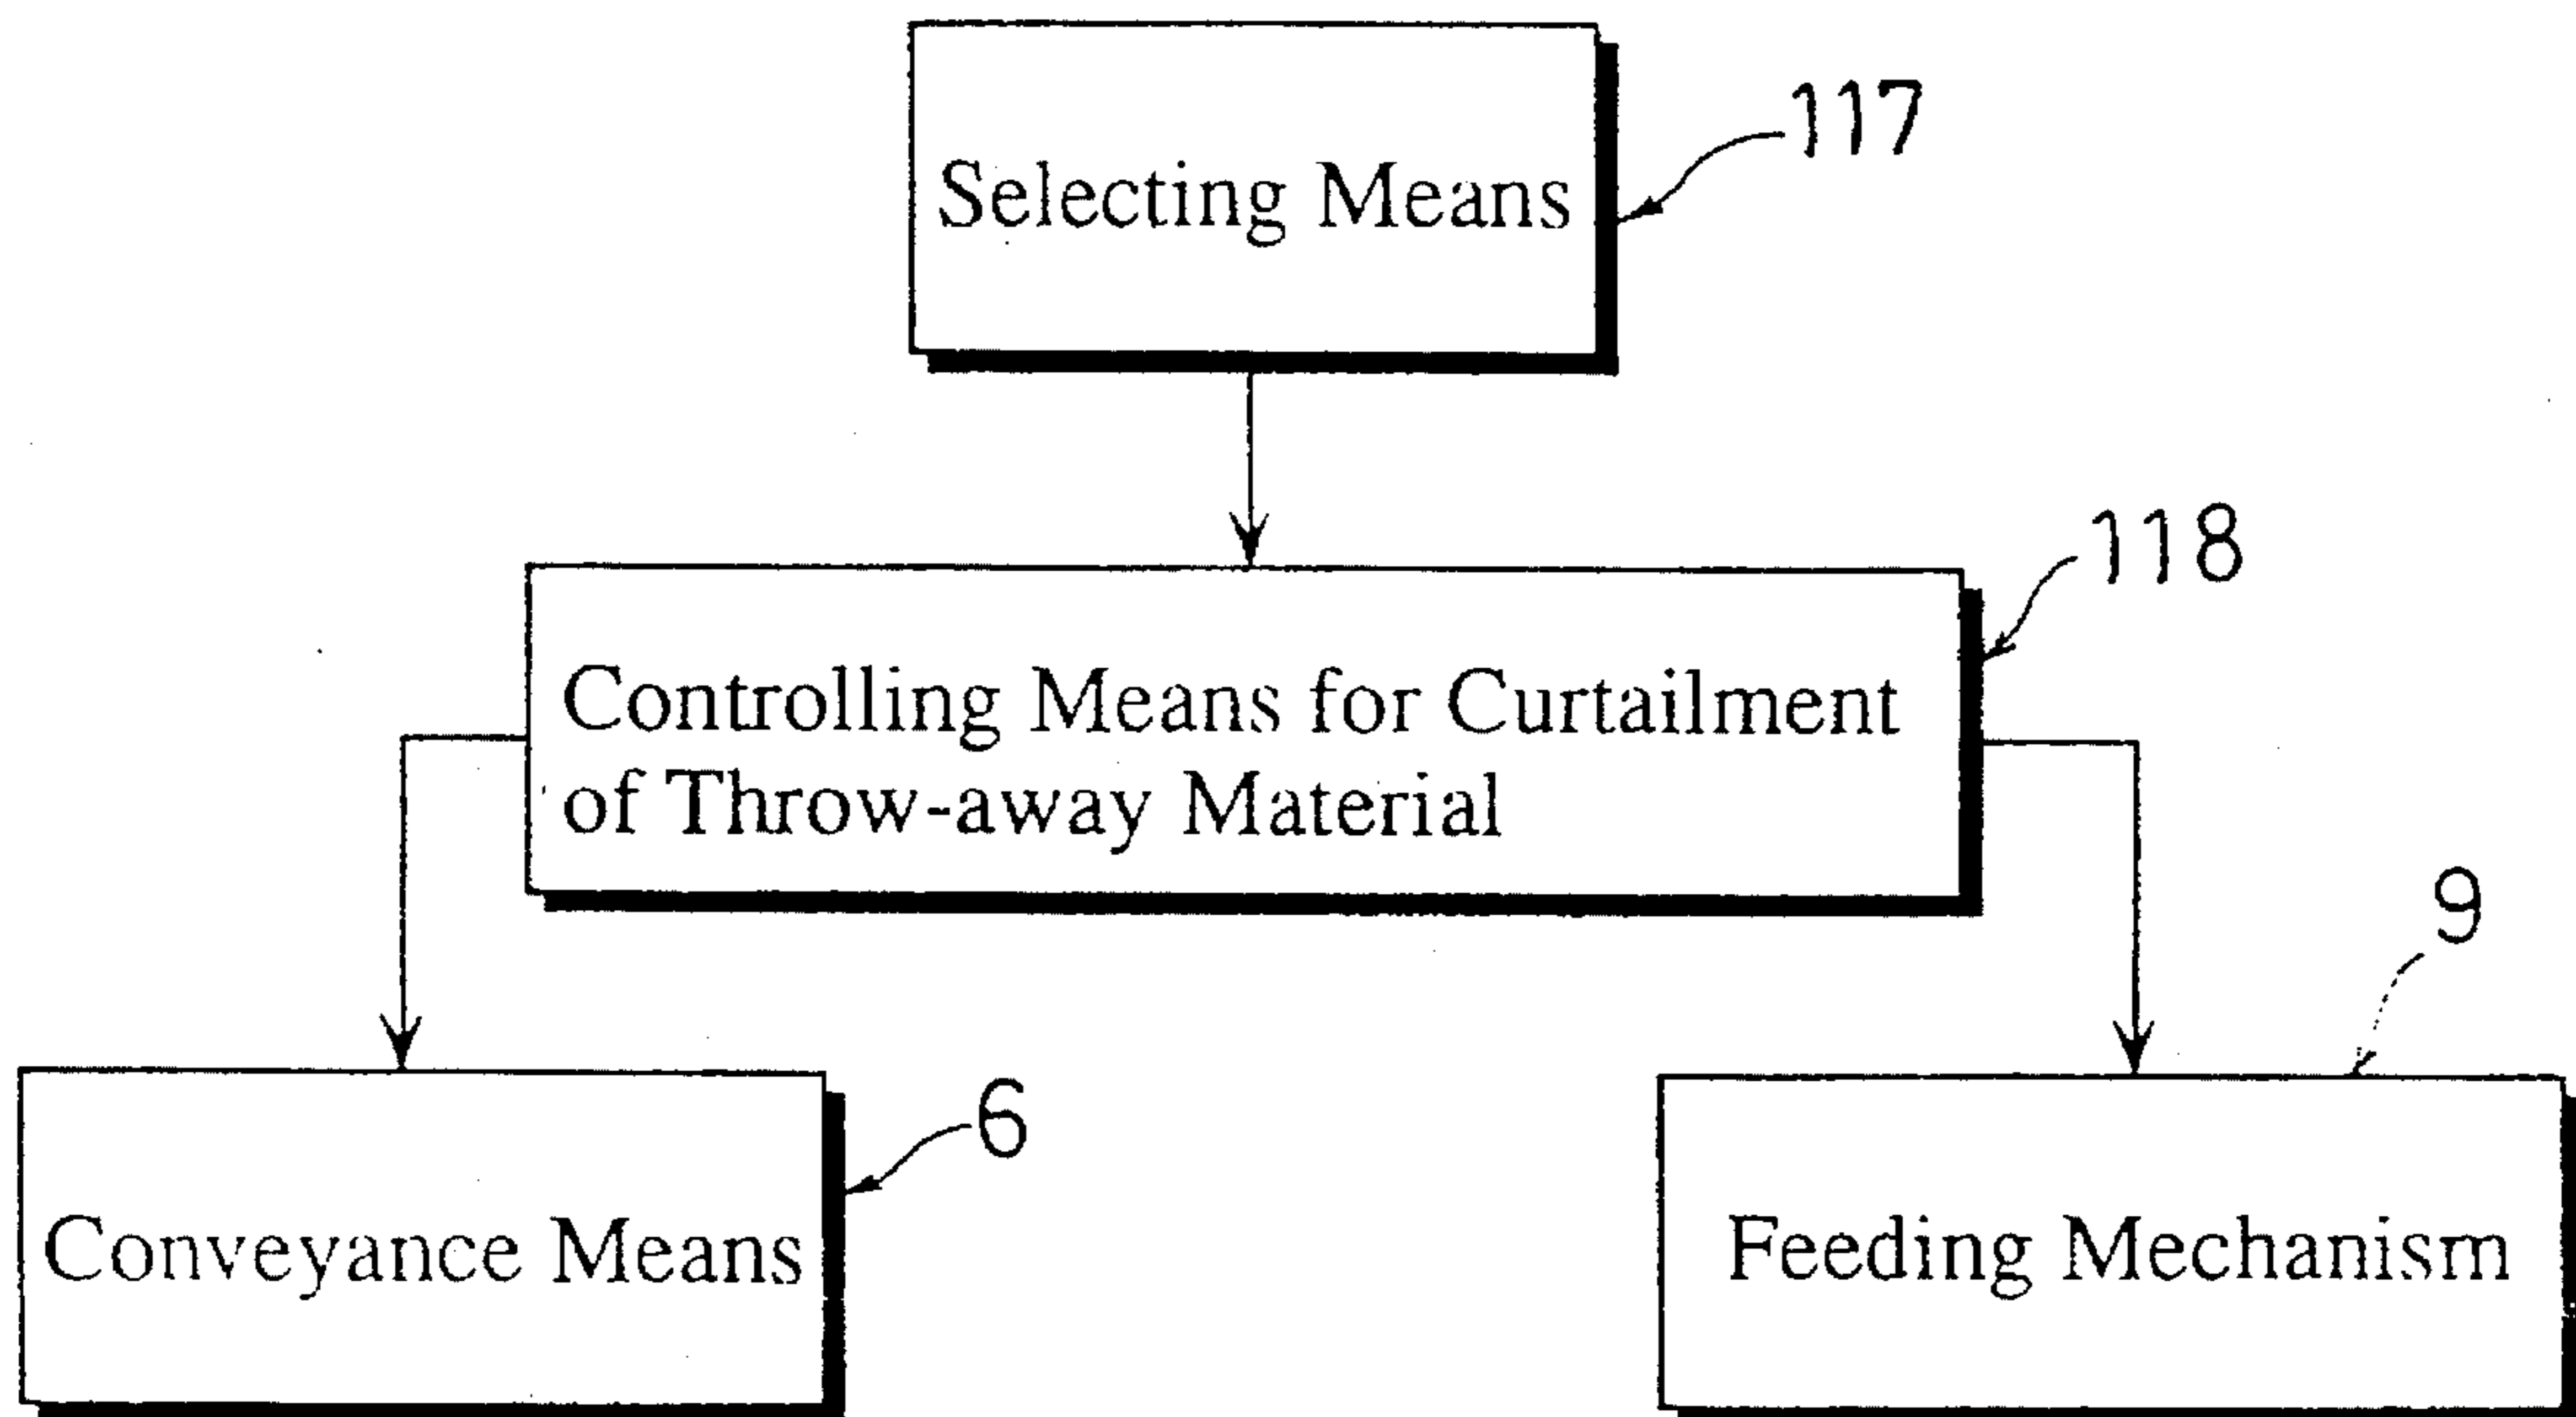 117
Selecting Means
118
Controlling Means for Curtailment
of Throw-away Material
9
6
Conveyance Means
Feeding Mechanism